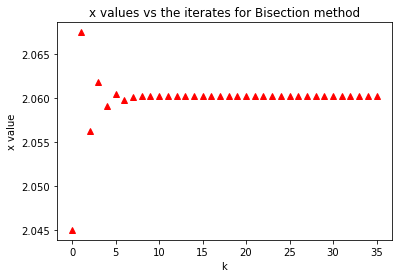 x values vs the iterates for Bisection method
2.065
2.060
2.055
2.050
2.045
x value
0 5 10 15 20 25 30 35
k